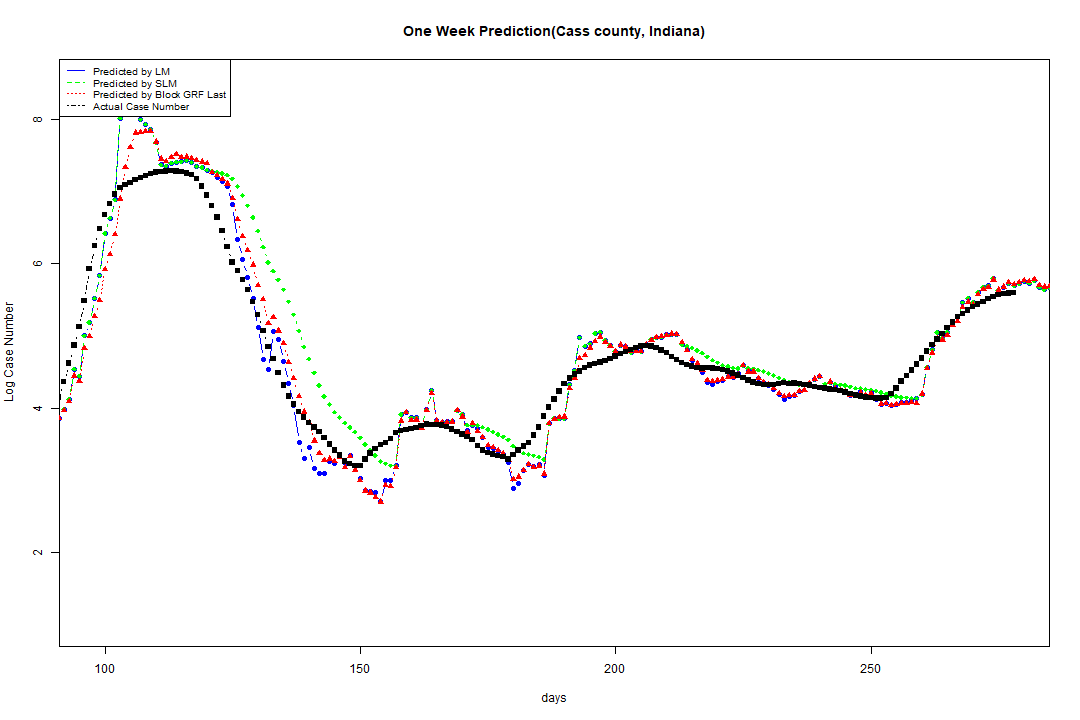 One Week Prediction(Cass county, Indiana)
Predicted by LM
Predicted by SLM
Predicted by Block GRF Last
Actual Case Number
8
6
4
2
Log Case Number
100 150 200 250
days